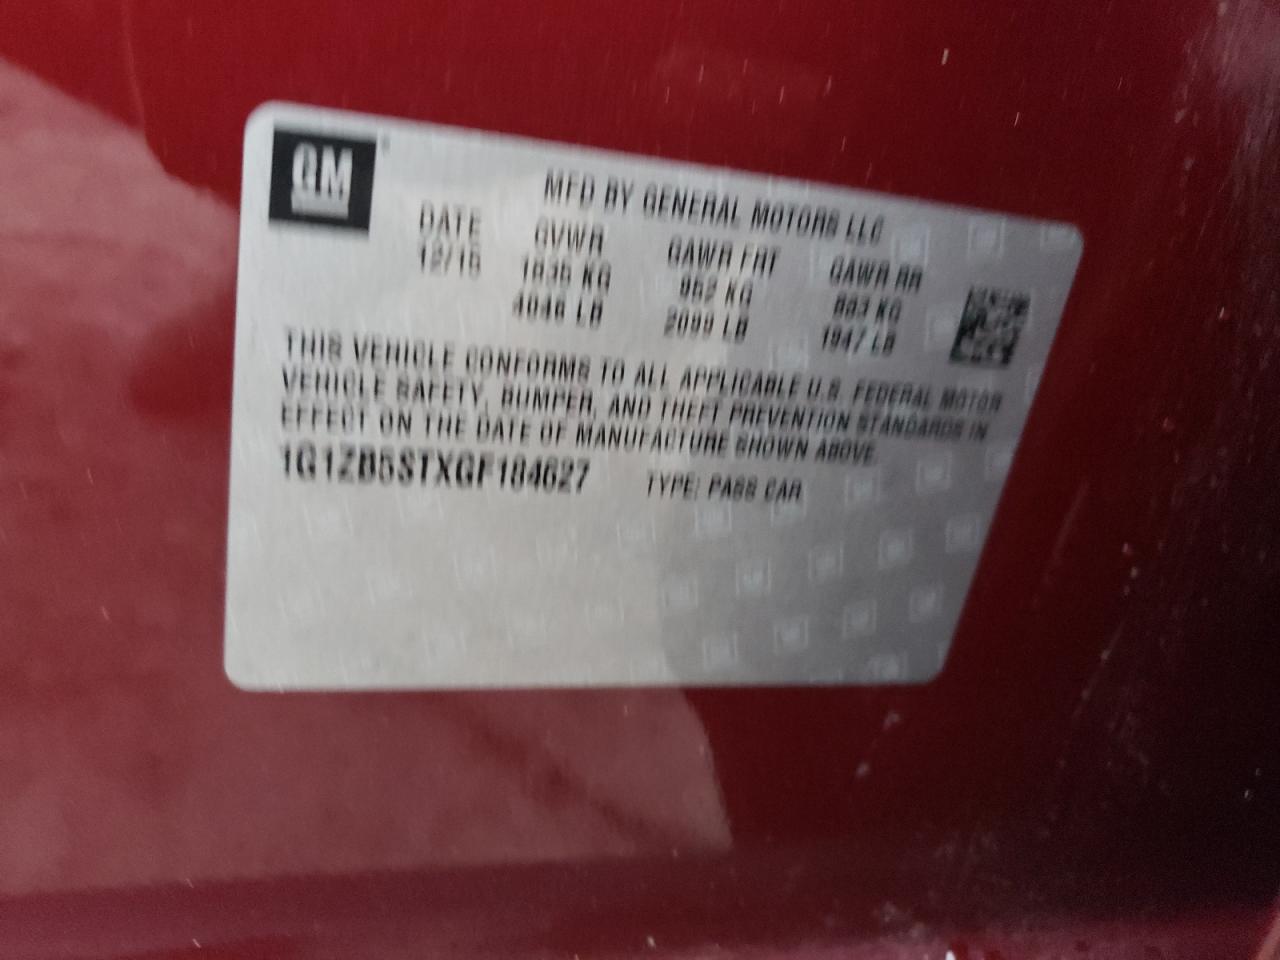 GM
MFD BY GENERAL MOTORS LLC
DATE GVWR GAWR FRT GAWR RR
12/15 1835 KG 952 KG 883 KG
4046 LB 2099 LB 1947 LB
THIS VEHICLE CONFORMS TO ALL APPLICABLE U.S. FEDERAL MOTOR
VEHICLE SAFETY, BUMPER, AND THEFT PREVENTION STANDARDS IN
EFFECT ON THE DATE OF MANUFACTURE SHOWN ABOVE.
1G1ZB5STXGF184627 TYPE: PASS CAR